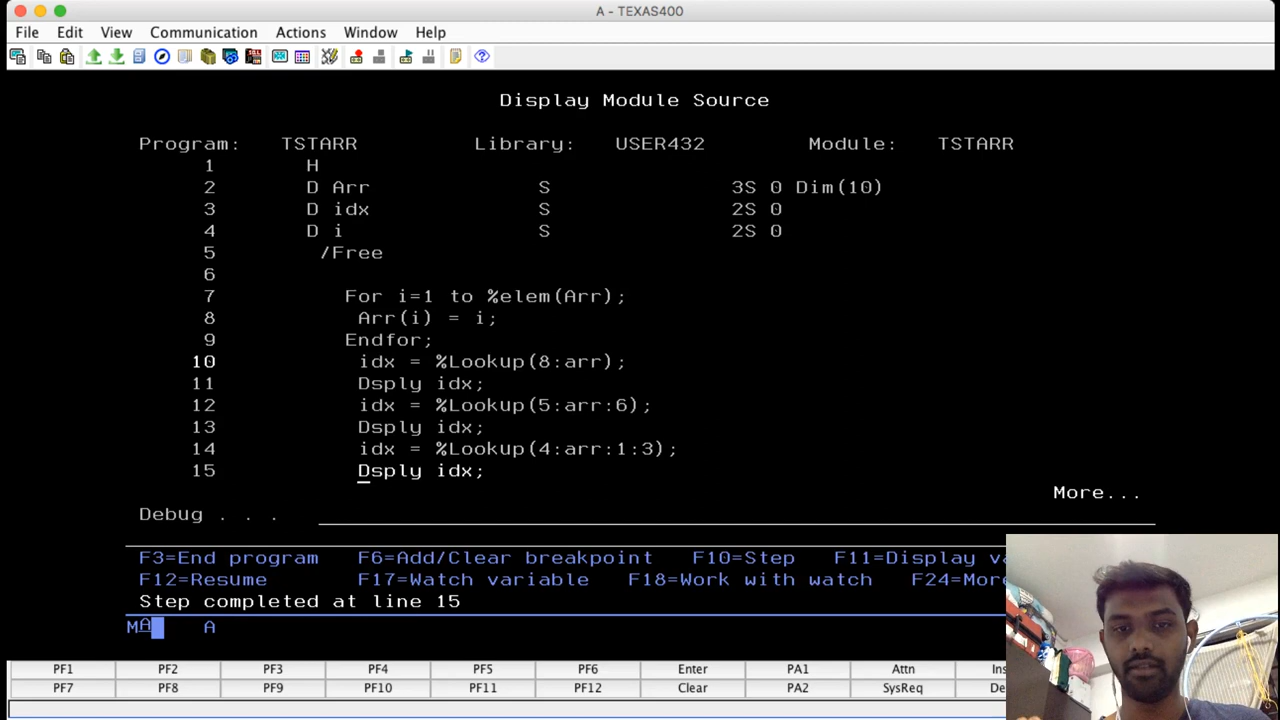 A - TEXAS400
File Edit View Communication Actions Window Help
Display Module Source
Program: TSTARR Library: USER432 Module: TSTARR
1 H
2 D Arr S 3S 0 Dim(10)
3 D idx S 2S 0
4 D i S 2S 0
5 /Free
6
7 For i=1 to %elem(Arr);
8 Arr(i) = i;
9 Endfor;
10 idx = %Lookup(8:arr);
11 Dsply idx;
12 idx = %Lookup(5:arr:6);
13 Dsply idx;
14 idx = %Lookup(4:arr:1:3);
15 Dsply idx;
More...
Debug . . .
F3=End program F6=Add/Clear breakpoint F10=Step F11=Display va
F12=Resume F17=Watch variable F18=Work with watch F24=Mor
Step completed at line 15
MA A
PF1 PF2 PF3 PF4 PF5 PF6 Enter PA1 Attn Ins
PF7 PF8 PF9 PF10 PF11 PF12 Clear PA2 SysReq De